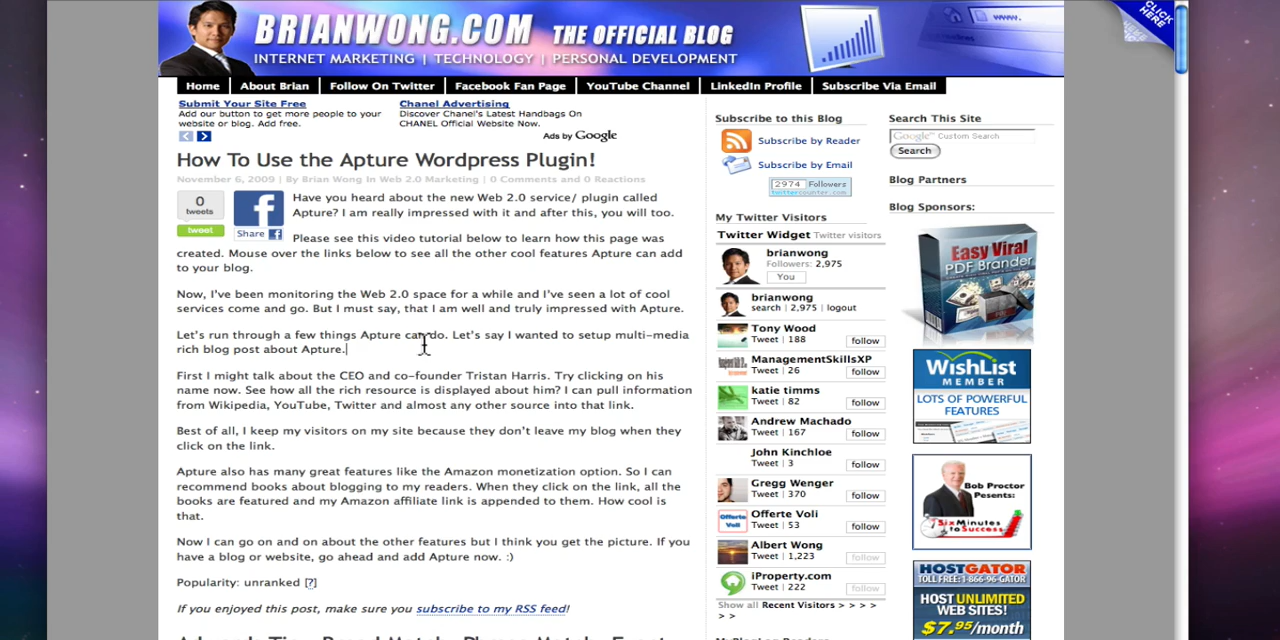 BRIANWONG.COM THE OFFICIAL BLOG
INTERNET MARKETING | TECHNOLOGY | PERSONAL DEVELOPMENT
www.
CLICK HERE
Home About Brian Follow On Twitter Facebook Fan Page YouTube Channel LinkedIn Profile Subscribe Via Email
Submit Your Site Free
Add our button to get more people to your
website or blog. Add free.
Chanel Advertising
Discover Chanel's Latest Handbags On
CHANEL Official Website Now.
Ads by Google
How To Use the Apture Wordpress Plugin!
November 6, 2009 | By Brian Wong In Web 2.0 Marketing | 0 Comments and 0 Reactions
0
tweets
tweet
f
Share f
Have you heard about the new Web 2.0 service/ plugin called
Apture? I am really impressed with it and after this, you will too.
Please see this video tutorial below to learn how this page was
created. Mouse over the links below to see all the other cool features Apture can add
to your blog.
Now, I've been monitoring the Web 2.0 space for a while and I've seen a lot of cool
services come and go. But I must say, that I am well and truly impressed with Apture.
Let's run through a few things Apture can do. Let's say I wanted to setup multi-media
rich blog post about Apture.
First I might talk about the CEO and co-founder Tristan Harris. Try clicking on his
name now. See how all the rich resource is displayed about him? I can pull information
from Wikipedia, YouTube, Twitter and almost any other source into that link.
Best of all, I keep my visitors on my site because they don't leave my blog when they
click on the link.
Apture also has many great features like the Amazon monetization option. So I can
recommend books about blogging to my readers. When they click on the link, all the
books are featured and my Amazon affiliate link is appended to them. How cool is
that.
Now I can go on and on about the other features but I think you get the picture. If you
have a blog or website, go ahead and add Apture now. :)
Popularity: unranked [?]
If you enjoyed this post, make sure you subscribe to my RSS feed!
Subscribe to this Blog
Subscribe by Reader
Subscribe by Email
2974 Followers
twittercounter.com
My Twitter Visitors
Twitter Widget Twitter visitors
brianwong
Followers: 2,975
You
brianwong
search | 2,975 | logout
Tony Wood
Tweet | 188 follow
ManagementSkillsXP
Tweet | 26 follow
katie timms
Tweet | 82 follow
Andrew Machado
Tweet | 167 follow
John Kinchloe
Tweet | 3 follow
Gregg Wenger
Tweet | 370 follow
Offerte Voli
Offerte Voli
Tweet | 53 follow
Albert Wong
Tweet | 1,223 follow
iProperty.com
Tweet | 222 follow
Show all Recent Visitors > > > >
> >
Search This Site
Google™ Custom Search
Search
Blog Partners
Blog Sponsors:
Easy Viral
PDF Brander
WishList
MEMBER
LOTS OF POWERFUL
FEATURES
Bob Proctor
Pesents:
SixMinutes
to Success
HOSTGATOR
TOLL FREE: 1-866-96-GATOR
HOST UNLIMITED
WEB SITES!
$7.95/month